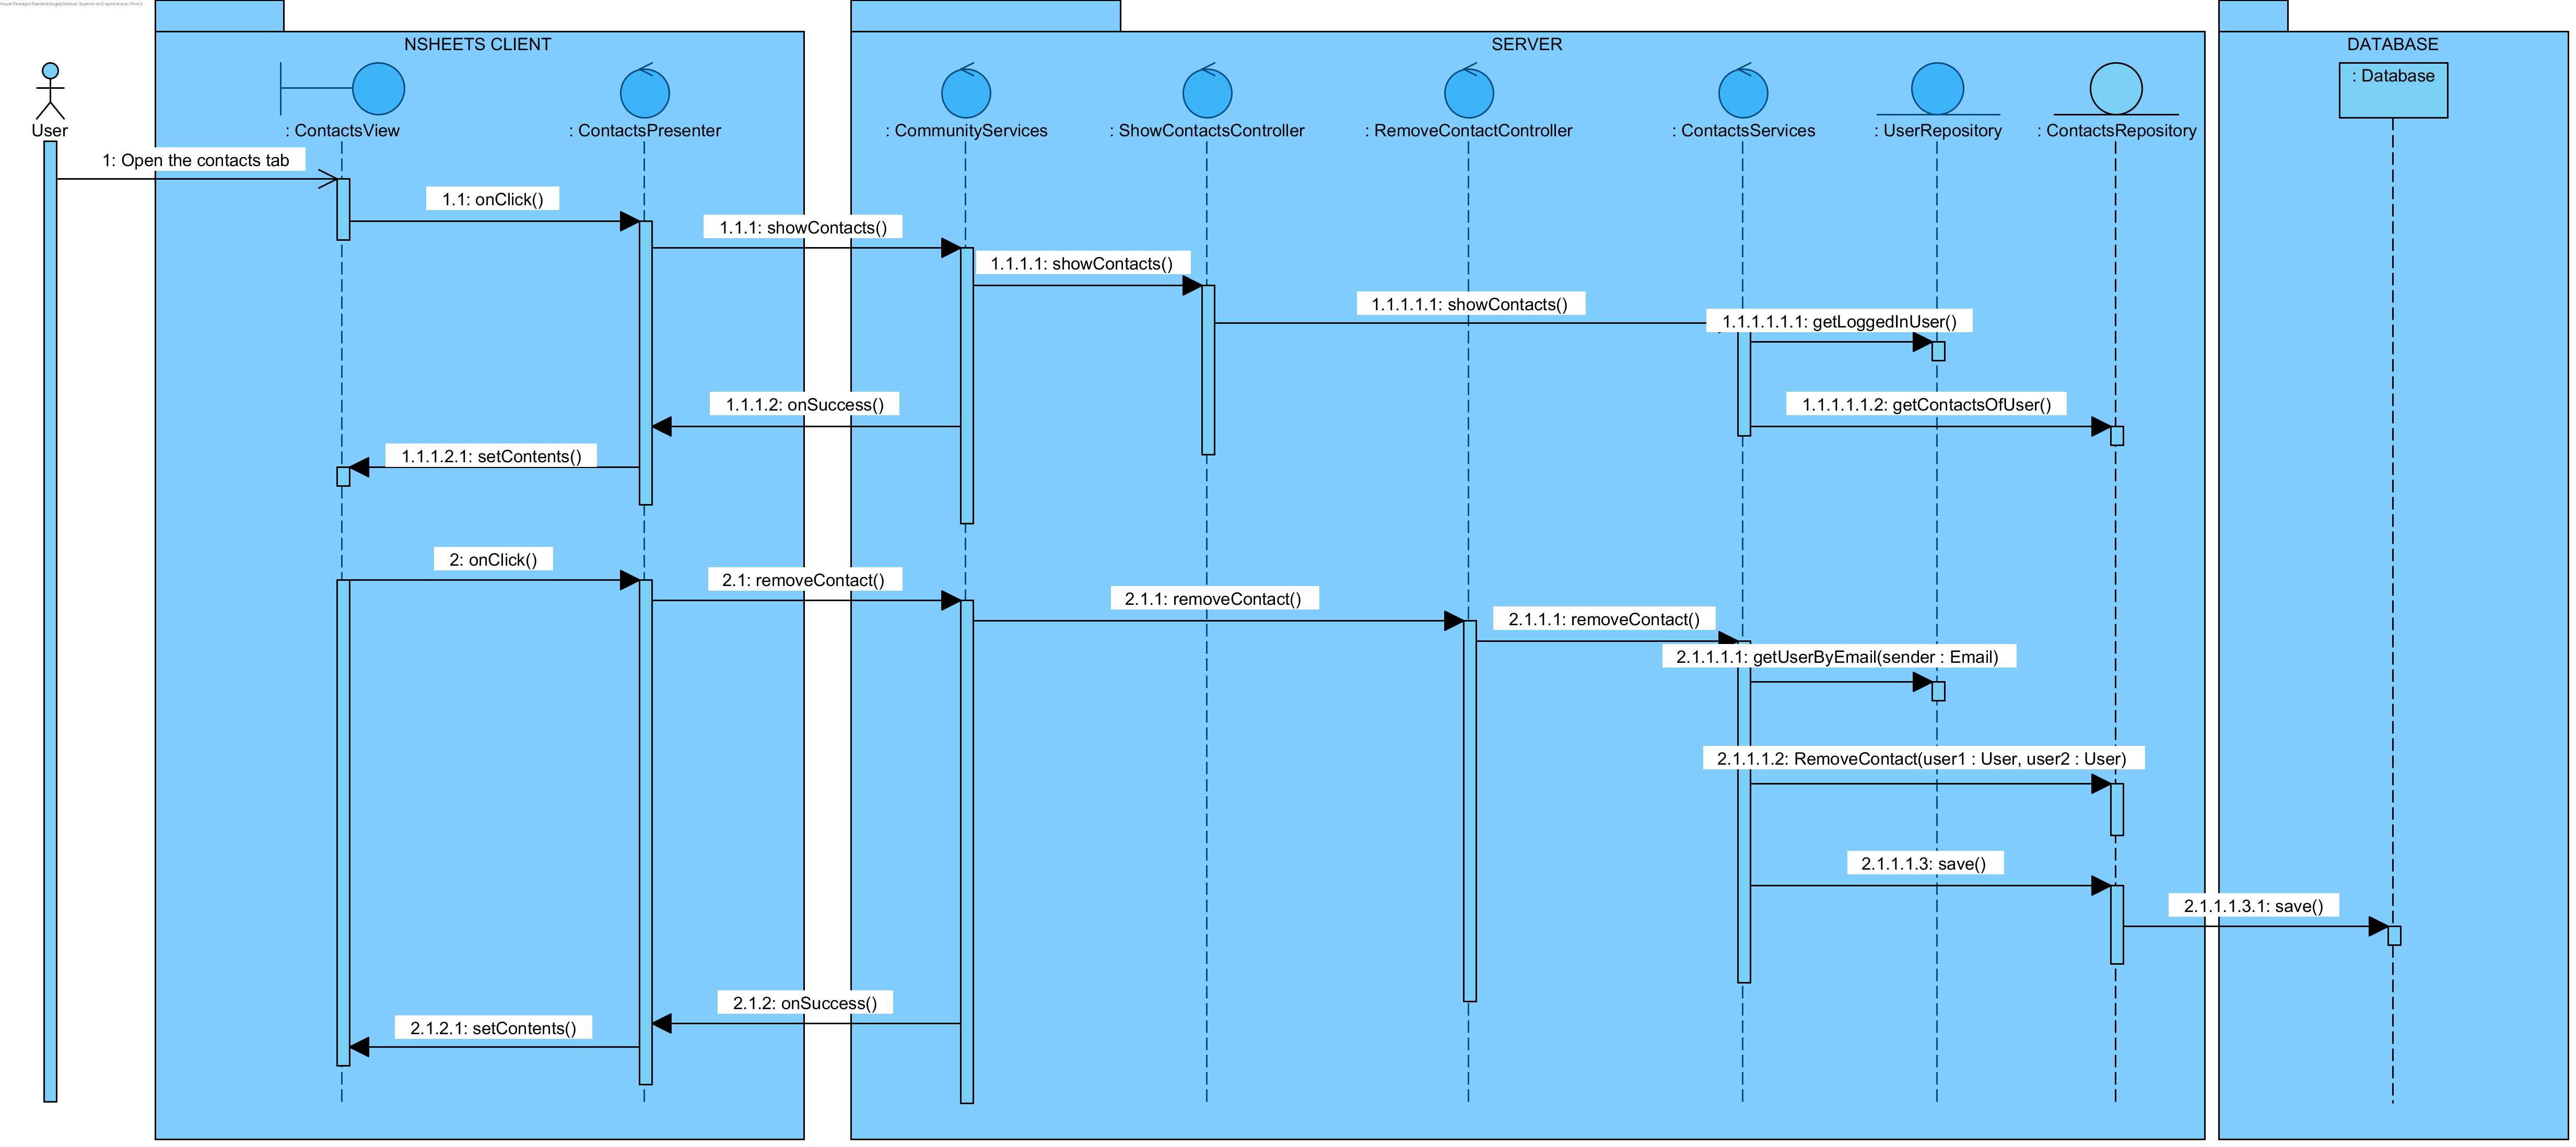 Visual Paradigm Standard(Isugab(Instituto Superior de Engenharia do Porto))
NSHEETS CLIENT
SERVER
DATABASE
: Database
User
: ContactsView
: ContactsPresenter
: CommunityServices
: ShowContactsController
: RemoveContactController
: ContactsServices
: UserRepository
: ContactsRepository
1: Open the contacts tab
1.1: onClick()
1.1.1: showContacts()
1.1.1.1: showContacts()
1.1.1.1.1: showContacts()
1.1.1.1.1.1: getLoggedInUser()
1.1.1.2: onSuccess()
1.1.1.1.1.2: getContactsOfUser()
1.1.1.2.1: setContents()
2: onClick()
2.1: removeContact()
2.1.1: removeContact()
2.1.1.1: removeContact()
2.1.1.1.1: getUserByEmail(sender : Email)
2.1.1.1.2: RemoveContact(user1 : User, user2 : User)
2.1.1.1.3: save()
2.1.1.1.3.1: save()
2.1.2: onSuccess()
2.1.2.1: setContents()